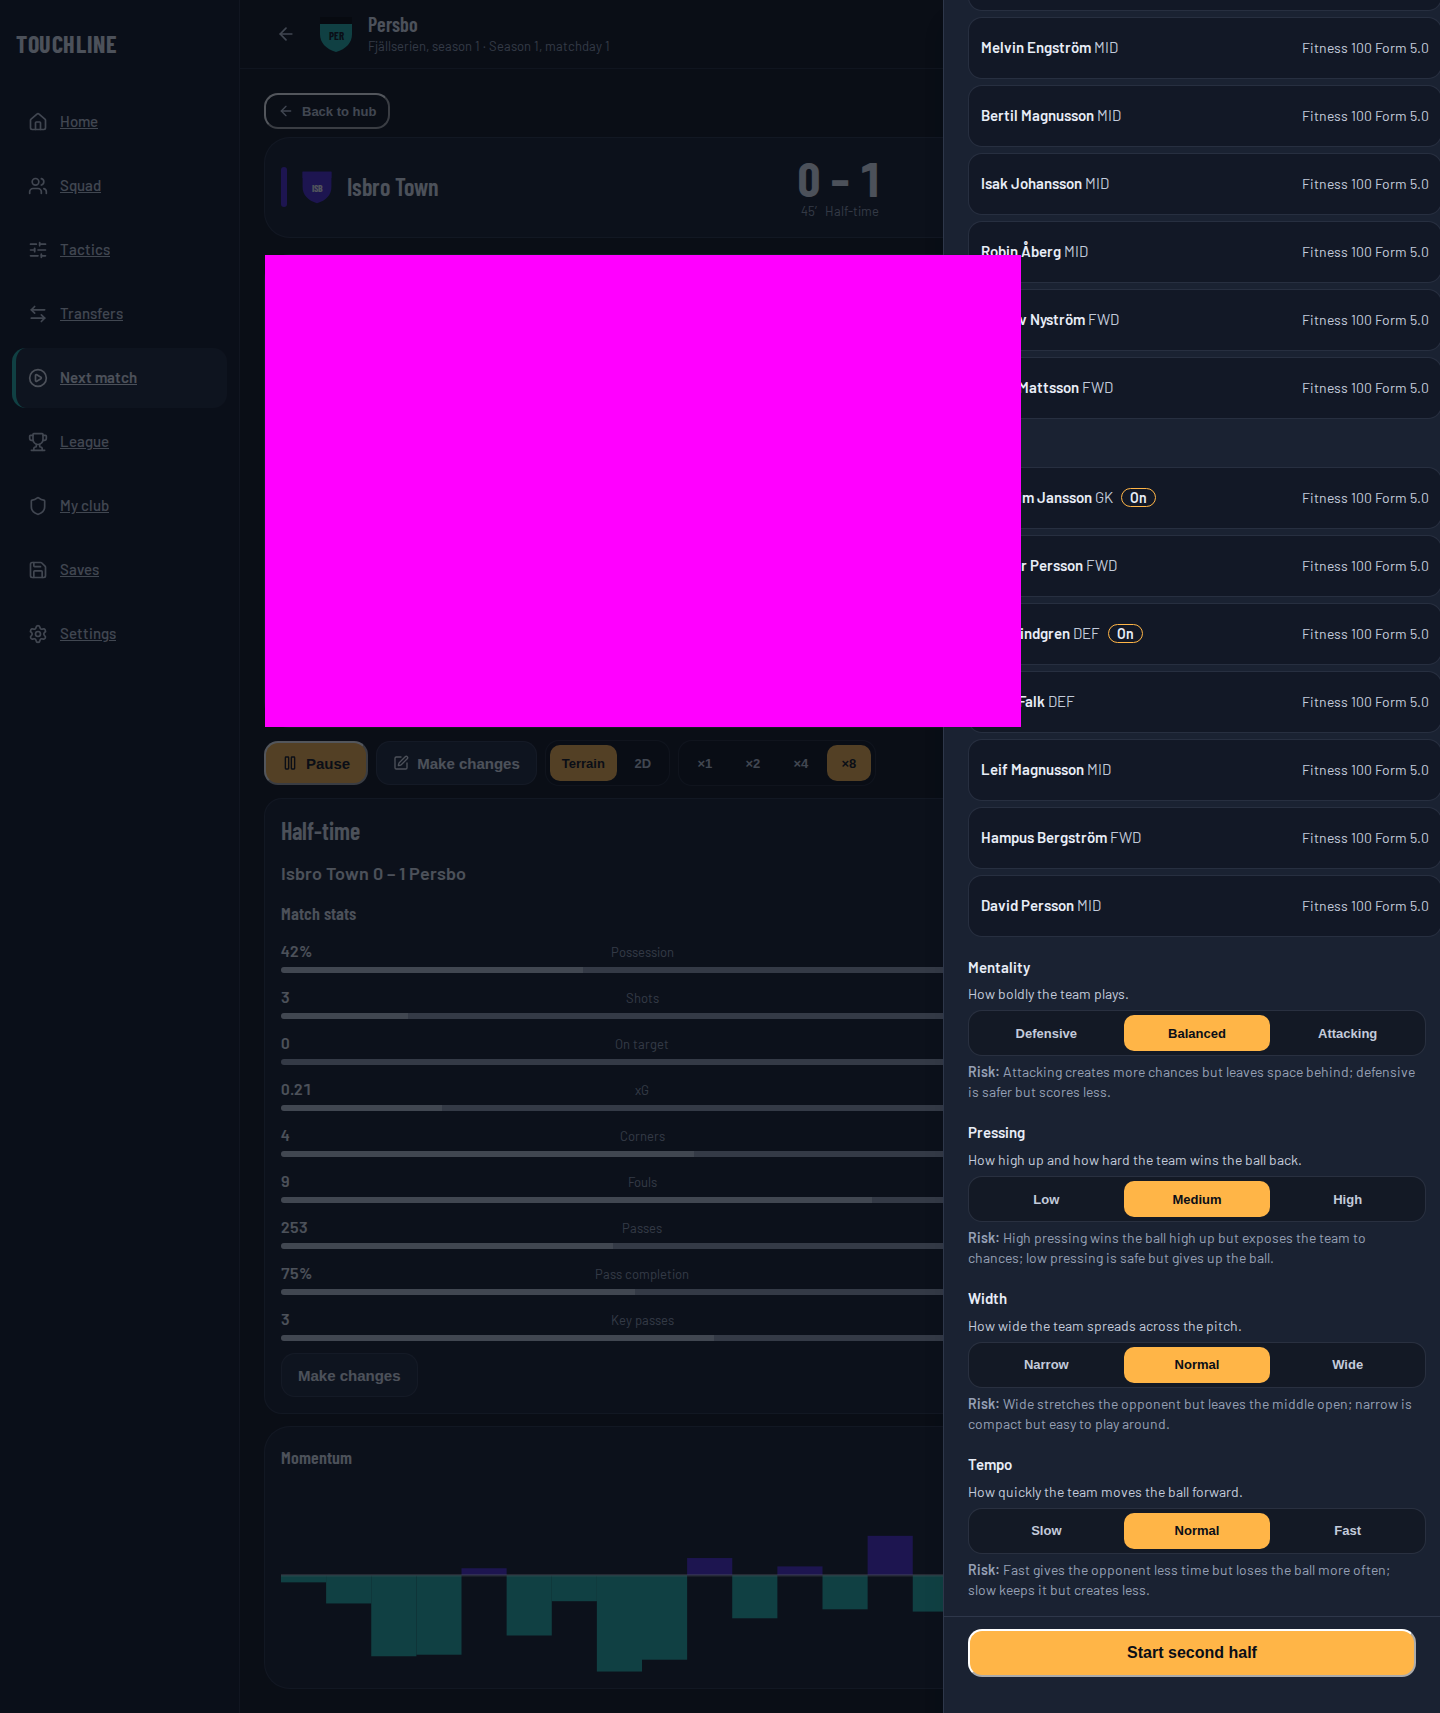 TOUCHLINE
Home
Squad
Tactics
Transfers
Next match
League
My club
Saves
Settings
PER
Persbo
Fjällserien, season 1 · Season 1, matchday 1
Back to hub
ISB
Isbro Town
0 – 1
45' Half-time
Pause
Make changes
Terrain
2D
×1
×2
×4
×8
Half-time
Isbro Town 0 – 1 Persbo
Match stats
42%
Possession
3
Shots
0
On target
0.21
xG
4
Corners
9
Fouls
253
Passes
75%
Pass completion
3
Key passes
Make changes
Momentum
Melvin Engström MID
Fitness 100 Form 5.0
Bertil Magnusson MID
Fitness 100 Form 5.0
Isak Johansson MID
Fitness 100 Form 5.0
Robin Åberg MID
Fitness 100 Form 5.0
v Nyström FWD
Fitness 100 Form 5.0
Mattsson FWD
Fitness 100 Form 5.0
m Jansson GK On
Fitness 100 Form 5.0
r Persson FWD
Fitness 100 Form 5.0
indgren DEF On
Fitness 100 Form 5.0
Falk DEF
Fitness 100 Form 5.0
Leif Magnusson MID
Fitness 100 Form 5.0
Hampus Bergström FWD
Fitness 100 Form 5.0
David Persson MID
Fitness 100 Form 5.0
Mentality
How boldly the team plays.
Defensive
Balanced
Attacking
Risk: Attacking creates more chances but leaves space behind; defensive
is safer but scores less.
Pressing
How high up and how hard the team wins the ball back.
Low
Medium
High
Risk: High pressing wins the ball high up but exposes the team to
chances; low pressing is safe but gives up the ball.
Width
How wide the team spreads across the pitch.
Narrow
Normal
Wide
Risk: Wide stretches the opponent but leaves the middle open; narrow is
compact but easy to play around.
Tempo
How quickly the team moves the ball forward.
Slow
Normal
Fast
Risk: Fast gives the opponent less time but loses the ball more often;
slow keeps it but creates less.
Start second half